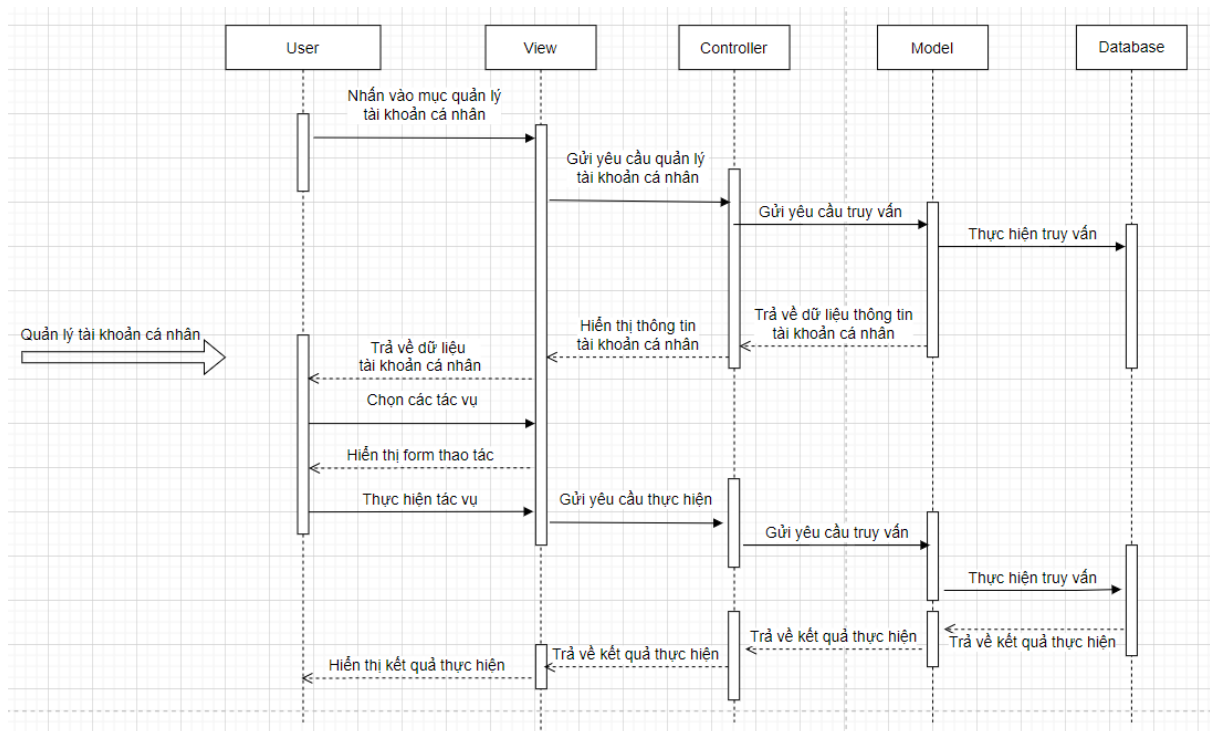 User
View
Controller
Model
Database
Nhấn vào mục quản lý
tài khoản cá nhân
Gửi yêu cầu quản lý
tài khoản cá nhân
Gửi yêu cầu truy vấn
Thực hiện truy vấn
Trả về dữ liệu thông tin
tài khoản cá nhân
Hiển thị thông tin
tài khoản cá nhân
Quản lý tài khoản cá nhân
Trả về dữ liệu
tài khoản cá nhân
Chọn các tác vụ
Hiển thị form thao tác
Thực hiện tác vụ
Gửi yêu cầu thực hiện
Gửi yêu cầu truy vấn
Thực hiện truy vấn
Trả về kết quả thực hiện
Trả về kết quả thực hiện
Trả về kết quả thực hiện
Hiển thị kết quả thực hiện